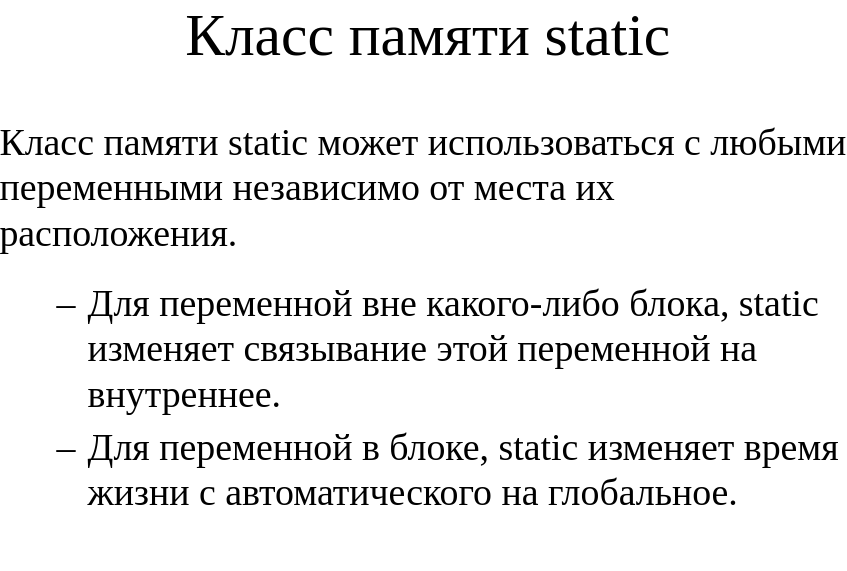 Класс памяти static
Класс памяти static может использоваться с любыми
переменными независимо от места их
расположения.
– Для переменной вне какого-либо блока, static
изменяет связывание этой переменной на
внутреннее.
– Для переменной в блоке, static изменяет время
жизни с автоматического на глобальное.